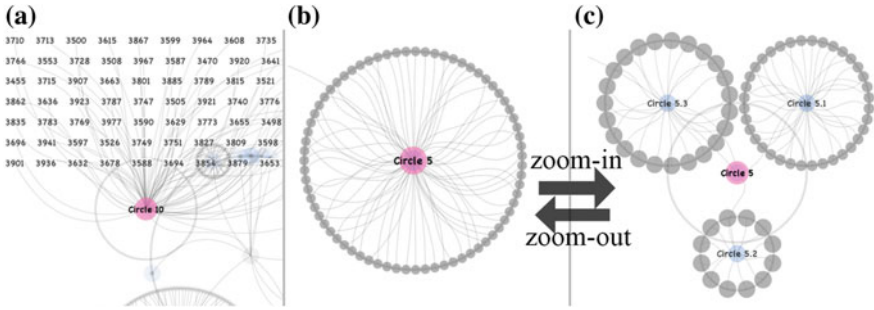 (a)
3710 3713 3500 3615 3867 3599 3964 3608 3735
3766 3553 3728 3508 3967 3587 3470 3920 3641
3455 3715 3907 3663 3801 3885 3789 3815 3521
3862 3636 3923 3787 3747 3505 3921 3740 3776
3835 3783 3769 3977 3590 3629 3773 3655 3498
3696 3941 3597 3526 3749 3751 3827 3809 3598
3901 3936 3632 3678 3588 3694 3854 3879 3653
Circle 10
(b)
Circle 5
zoom-in
zoom-out
(c)
Circle 5.3
Circle 5.1
Circle 5
Circle 5.2